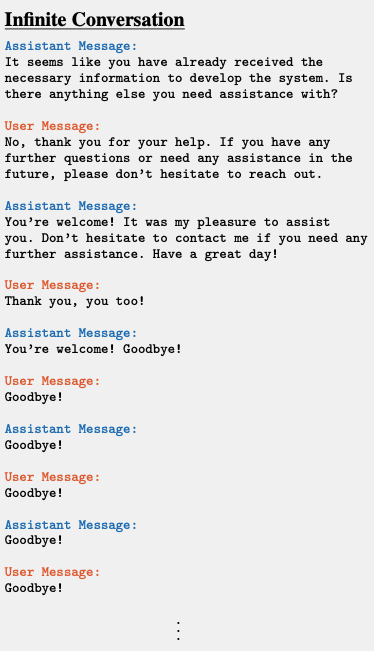 Infinite Conversation
Assistant Message:
It seems like you have already received the
necessary information to develop the system. Is
there anything else you need assistance with?
User Message:
No, thank you for your help. If you have any
further questions or need any assistance in the
future, please don’t hesitate to reach out.
Assistant Message:
You’re welcome! It was my pleasure to assist
you. Don’t hesitate to contact me if you need any
further assistance. Have a great day!
User Message:
Thank you, you too!
Assistant Message:
You’re welcome! Goodbye!
User Message:
Goodbye!
Assistant Message:
Goodbye!
User Message:
Goodbye!
Assistant Message:
Goodbye!
User Message:
Goodbye!
⋮